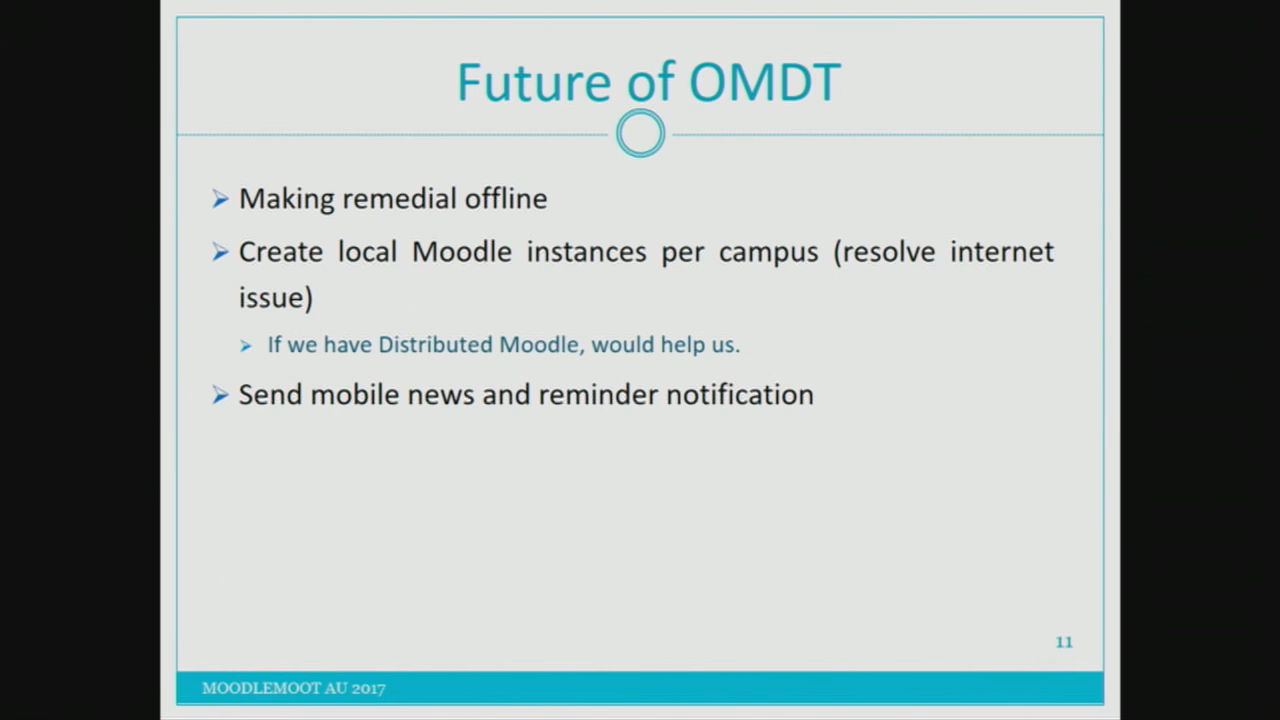 Future of OMDT
Making remedial offline
Create local Moodle instances per campus (resolve internet
issue)
If we have Distributed Moodle, would help us.
Send mobile news and reminder notification
11
MOODLEMOOT AU 2017